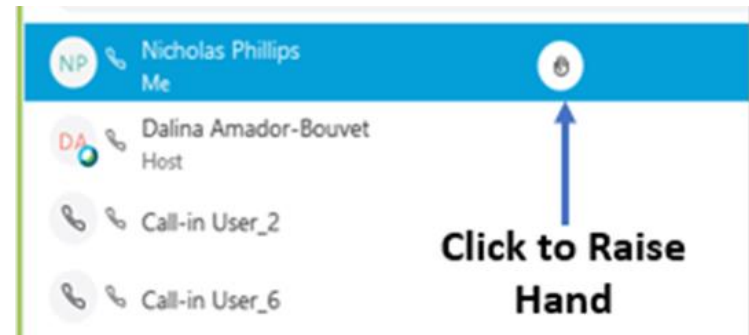 NP Nicholas Phillips
Me
DA Dalina Amador-Bouvet
Host
Call-in User_2
Call-in User_6
Click to Raise
Hand